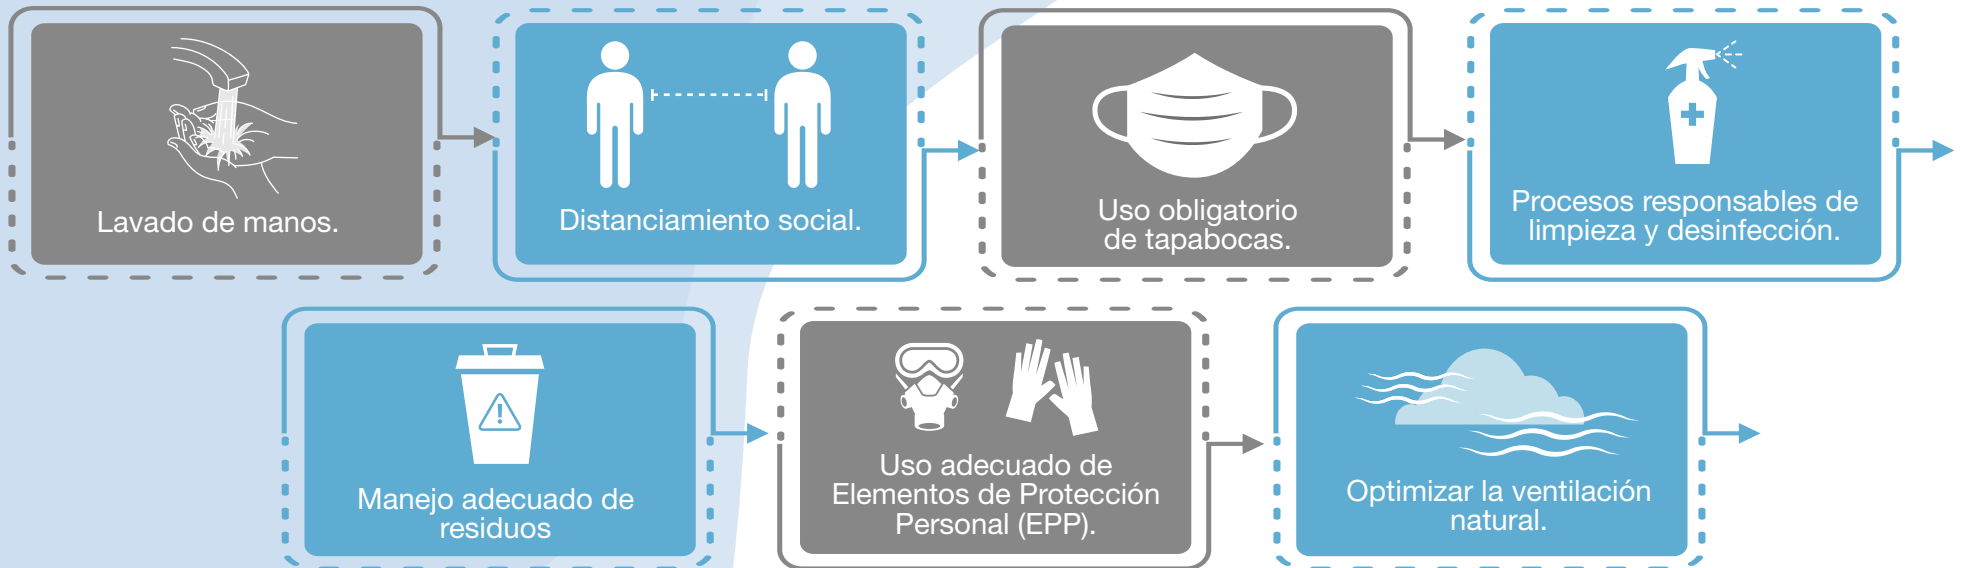 Lavado de manos.
Distanciamiento social.
Uso obligatorio
de tapabocas.
Procesos responsables de
limpieza y desinfección.
Manejo adecuado de
residuos
Uso adecuado de
Elementos de Protección
Personal (EPP).
Optimizar la ventilación
natural.